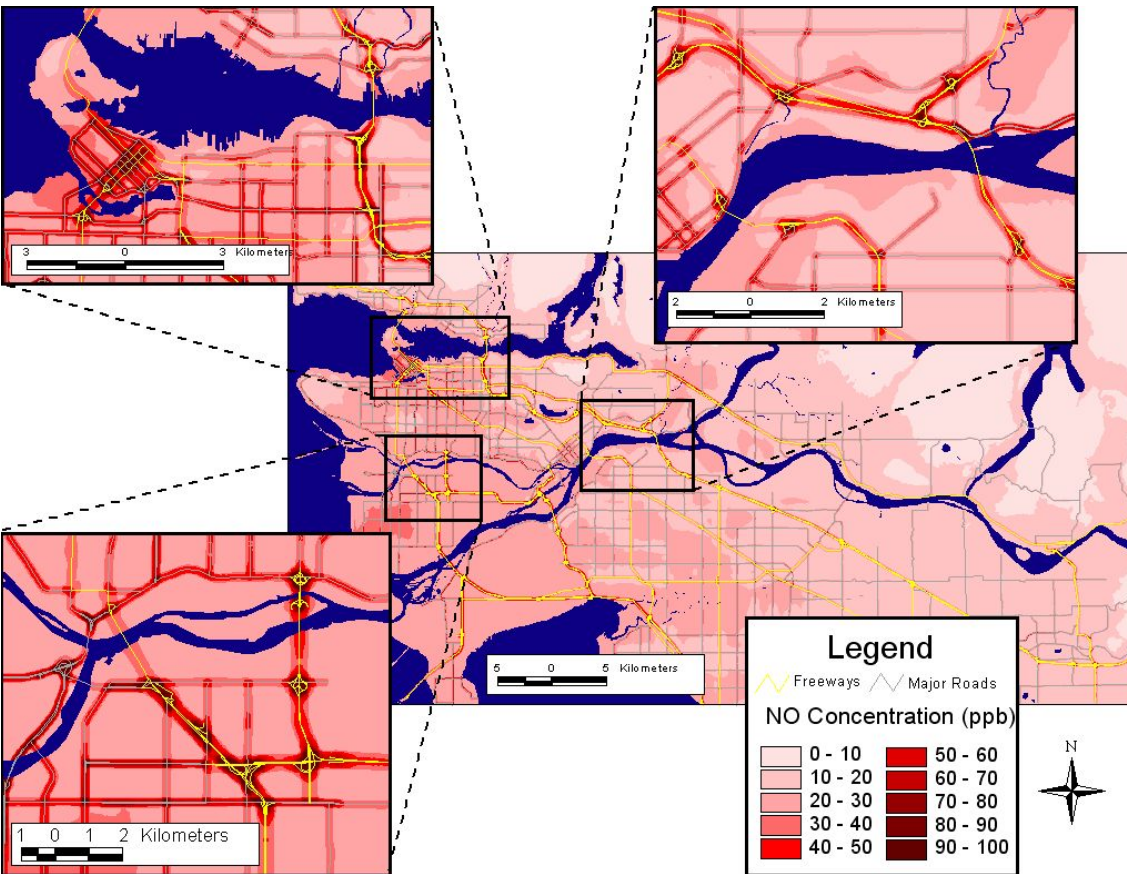 3 0 3 Kilometers
2 0 2 Kilometers
5 0 5 Kilometers
1 0 1 2 Kilometers
Legend
Freeways Major Roads
NO Concentration (ppb)
0 - 10 50 - 60
10 - 20 60 - 70
20 - 30 70 - 80
30 - 40 80 - 90
40 - 50 90 - 100
N